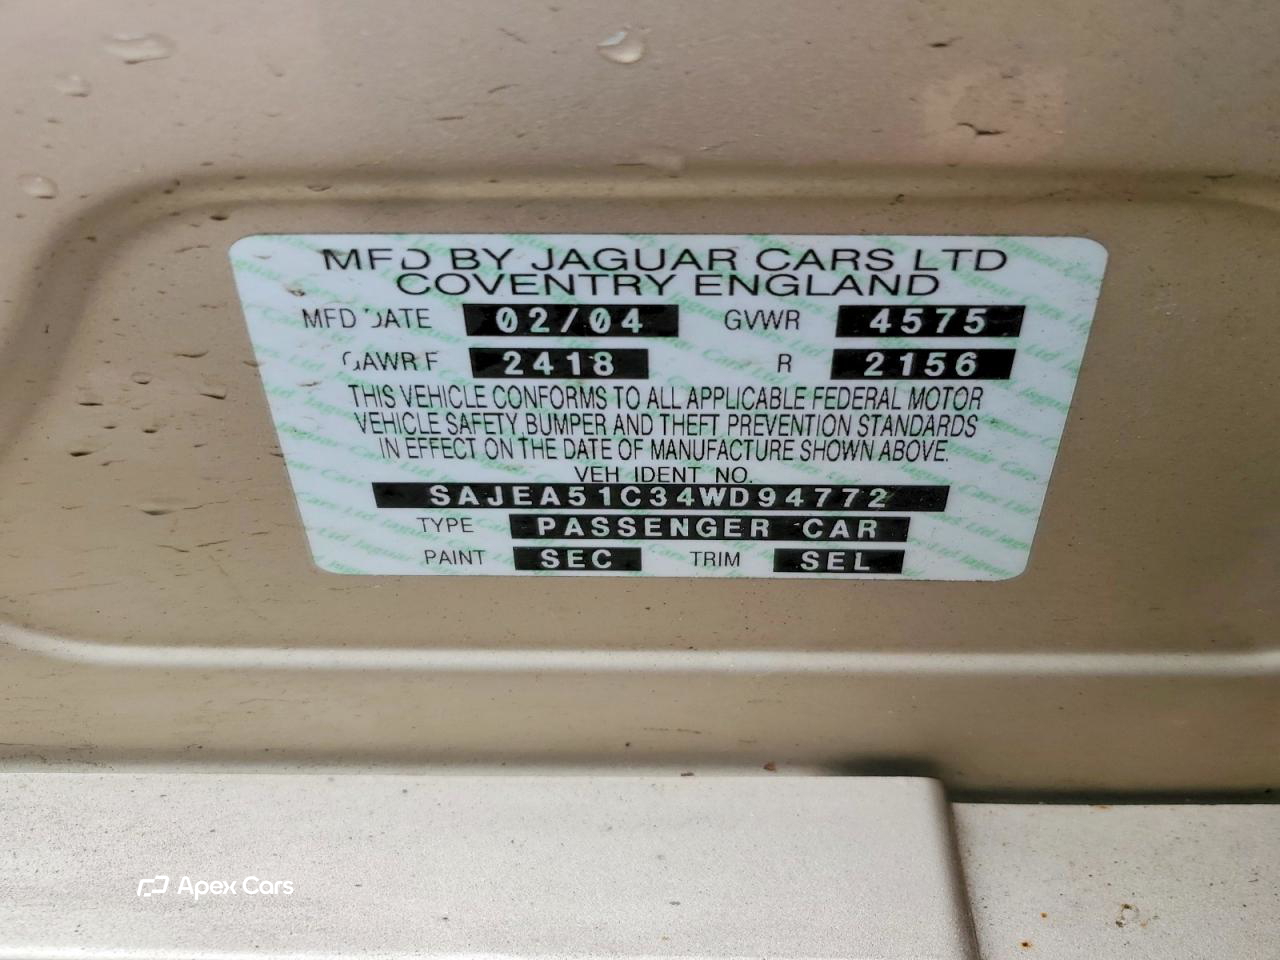 MFD BY JAGUAR CARS LTD
COVENTRY ENGLAND
MFD DATE 02/04 GVWR 4575
GAWR F 2418 R 2156
THIS VEHICLE CONFORMS TO ALL APPLICABLE FEDERAL MOTOR
VEHICLE SAFETY, BUMPER AND THEFT PREVENTION STANDARDS
IN EFFECT ON THE DATE OF MANUFACTURE SHOWN ABOVE.
VEH IDENT NO.
SAJEA51C34WD94772
TYPE PASSENGER CAR
PAINT SEC TRIM SEL
Apex Cars